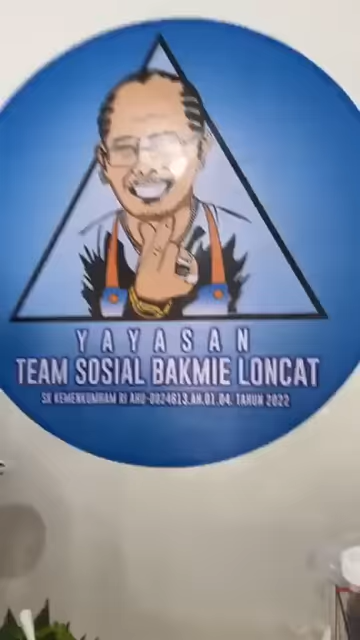 YAYASAN
TEAM SOSIAL BAKMIE LONCAT
SK KEMENKUMHAM RI AHU-0024613.AH.01.04. TAHUN 2022